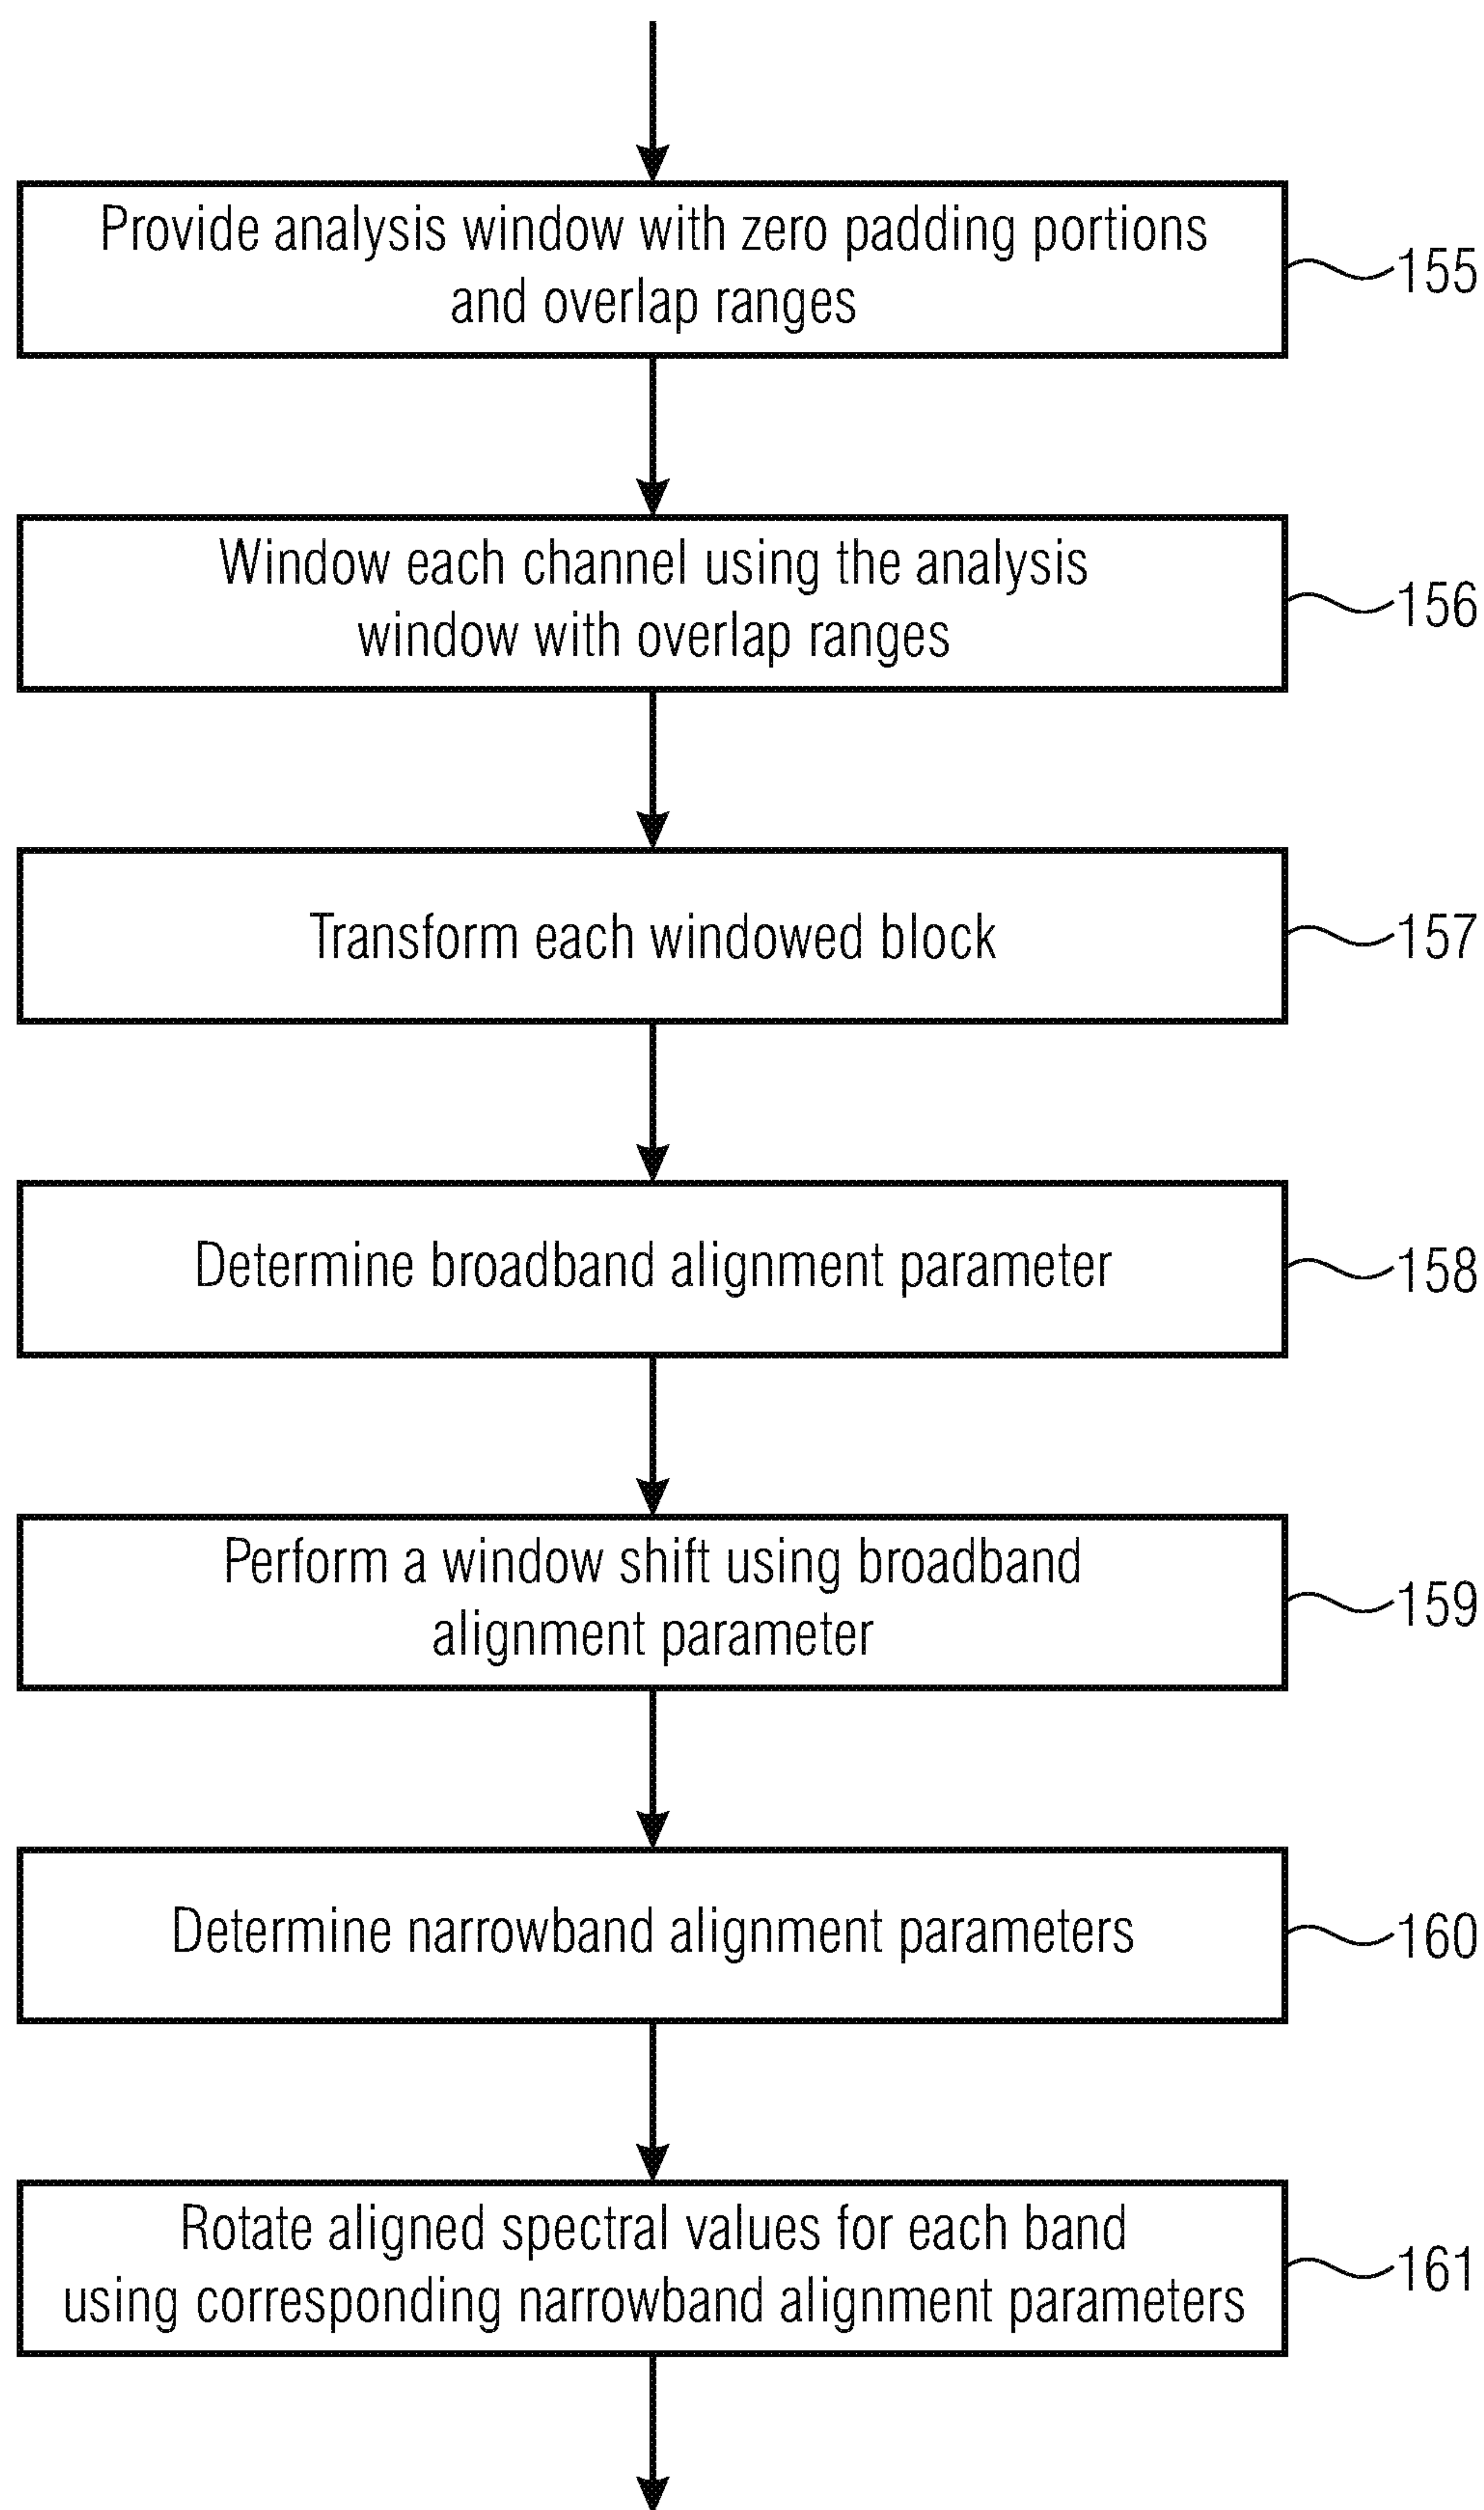 Provide analysis window with zero padding portions
and overlap ranges
155
Window each channel using the analysis
window with overlap ranges
156
Transform each windowed block
157
Determine broadband alignment parameter
158
Perform a window shift using broadband
alignment parameter
159
Determine narrowband alignment parameters
160
Rotate aligned spectral values for each band
using corresponding narrowband alignment parameters
161